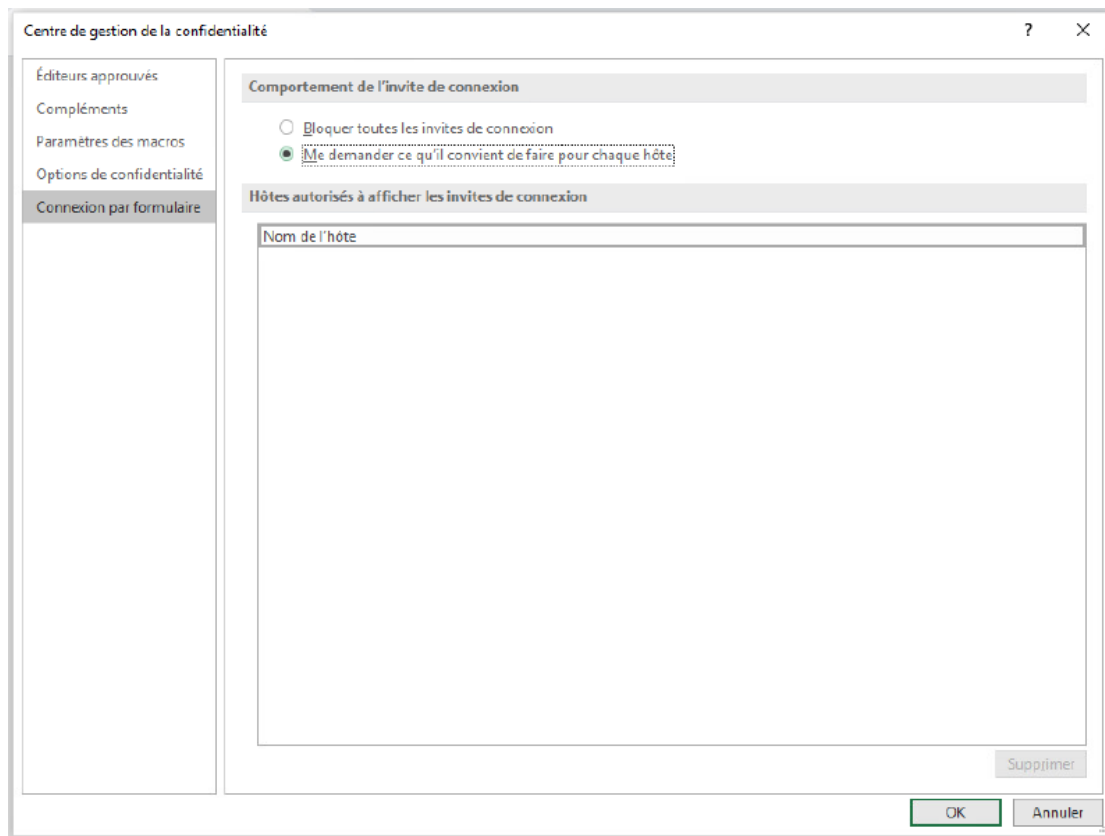 Centre de gestion de la confidentialité
?
Éditeurs approuvés
Compléments
Paramètres des macros
Options de confidentialité
Connexion par formulaire
Comportement de l'invite de connexion
Bloquer toutes les invites de connexion
Me demander ce qu'il convient de faire pour chaque hôte
Hôtes autorisés à afficher les invites de connexion
Nom de l'hôte
Supprimer
OK
Annuler